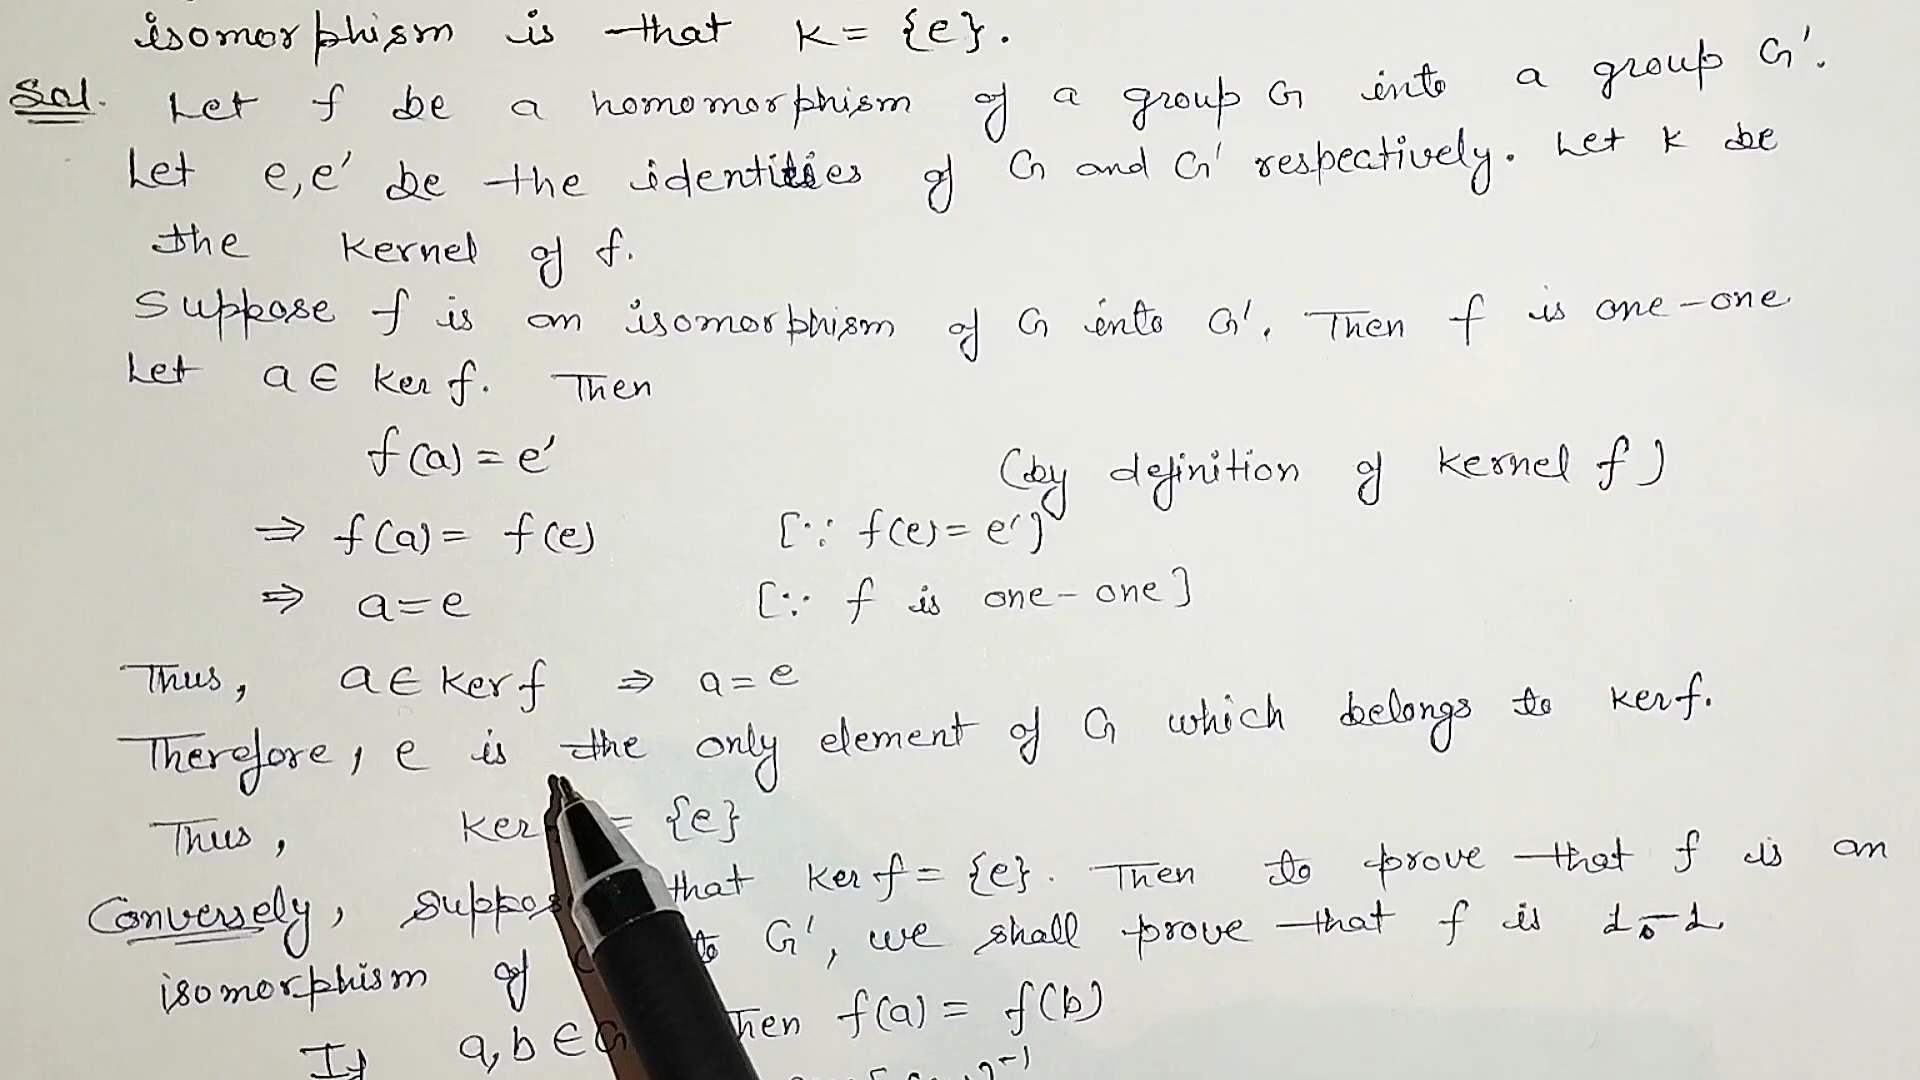 isomorphism is that K = {e}.
Sol. Let f be a homomorphism of a group G into a group G'.
Let e, e' be the identities of G and G' respectively. Let K be
the kernel of f.
Suppose f is an isomorphism of G into G'. Then f is one-one
Let a ∈ Ker f. Then
f(a) = e' (by definition of kernel f)
⇒ f(a) = f(e) [∵ f(e) = e']
⇒ a = e [∵ f is one-one]
Thus, a ∈ Ker f ⇒ a = e
Therefore, e is the only element of G which belongs to Kerf.
Thus, Ker = {e}
Conversely, Suppos that Ker f = {e}. Then to prove that f is an
isomorphism of G', we shall prove that f is 1-1
If a, b ∈ G Then f(a) = f(b)